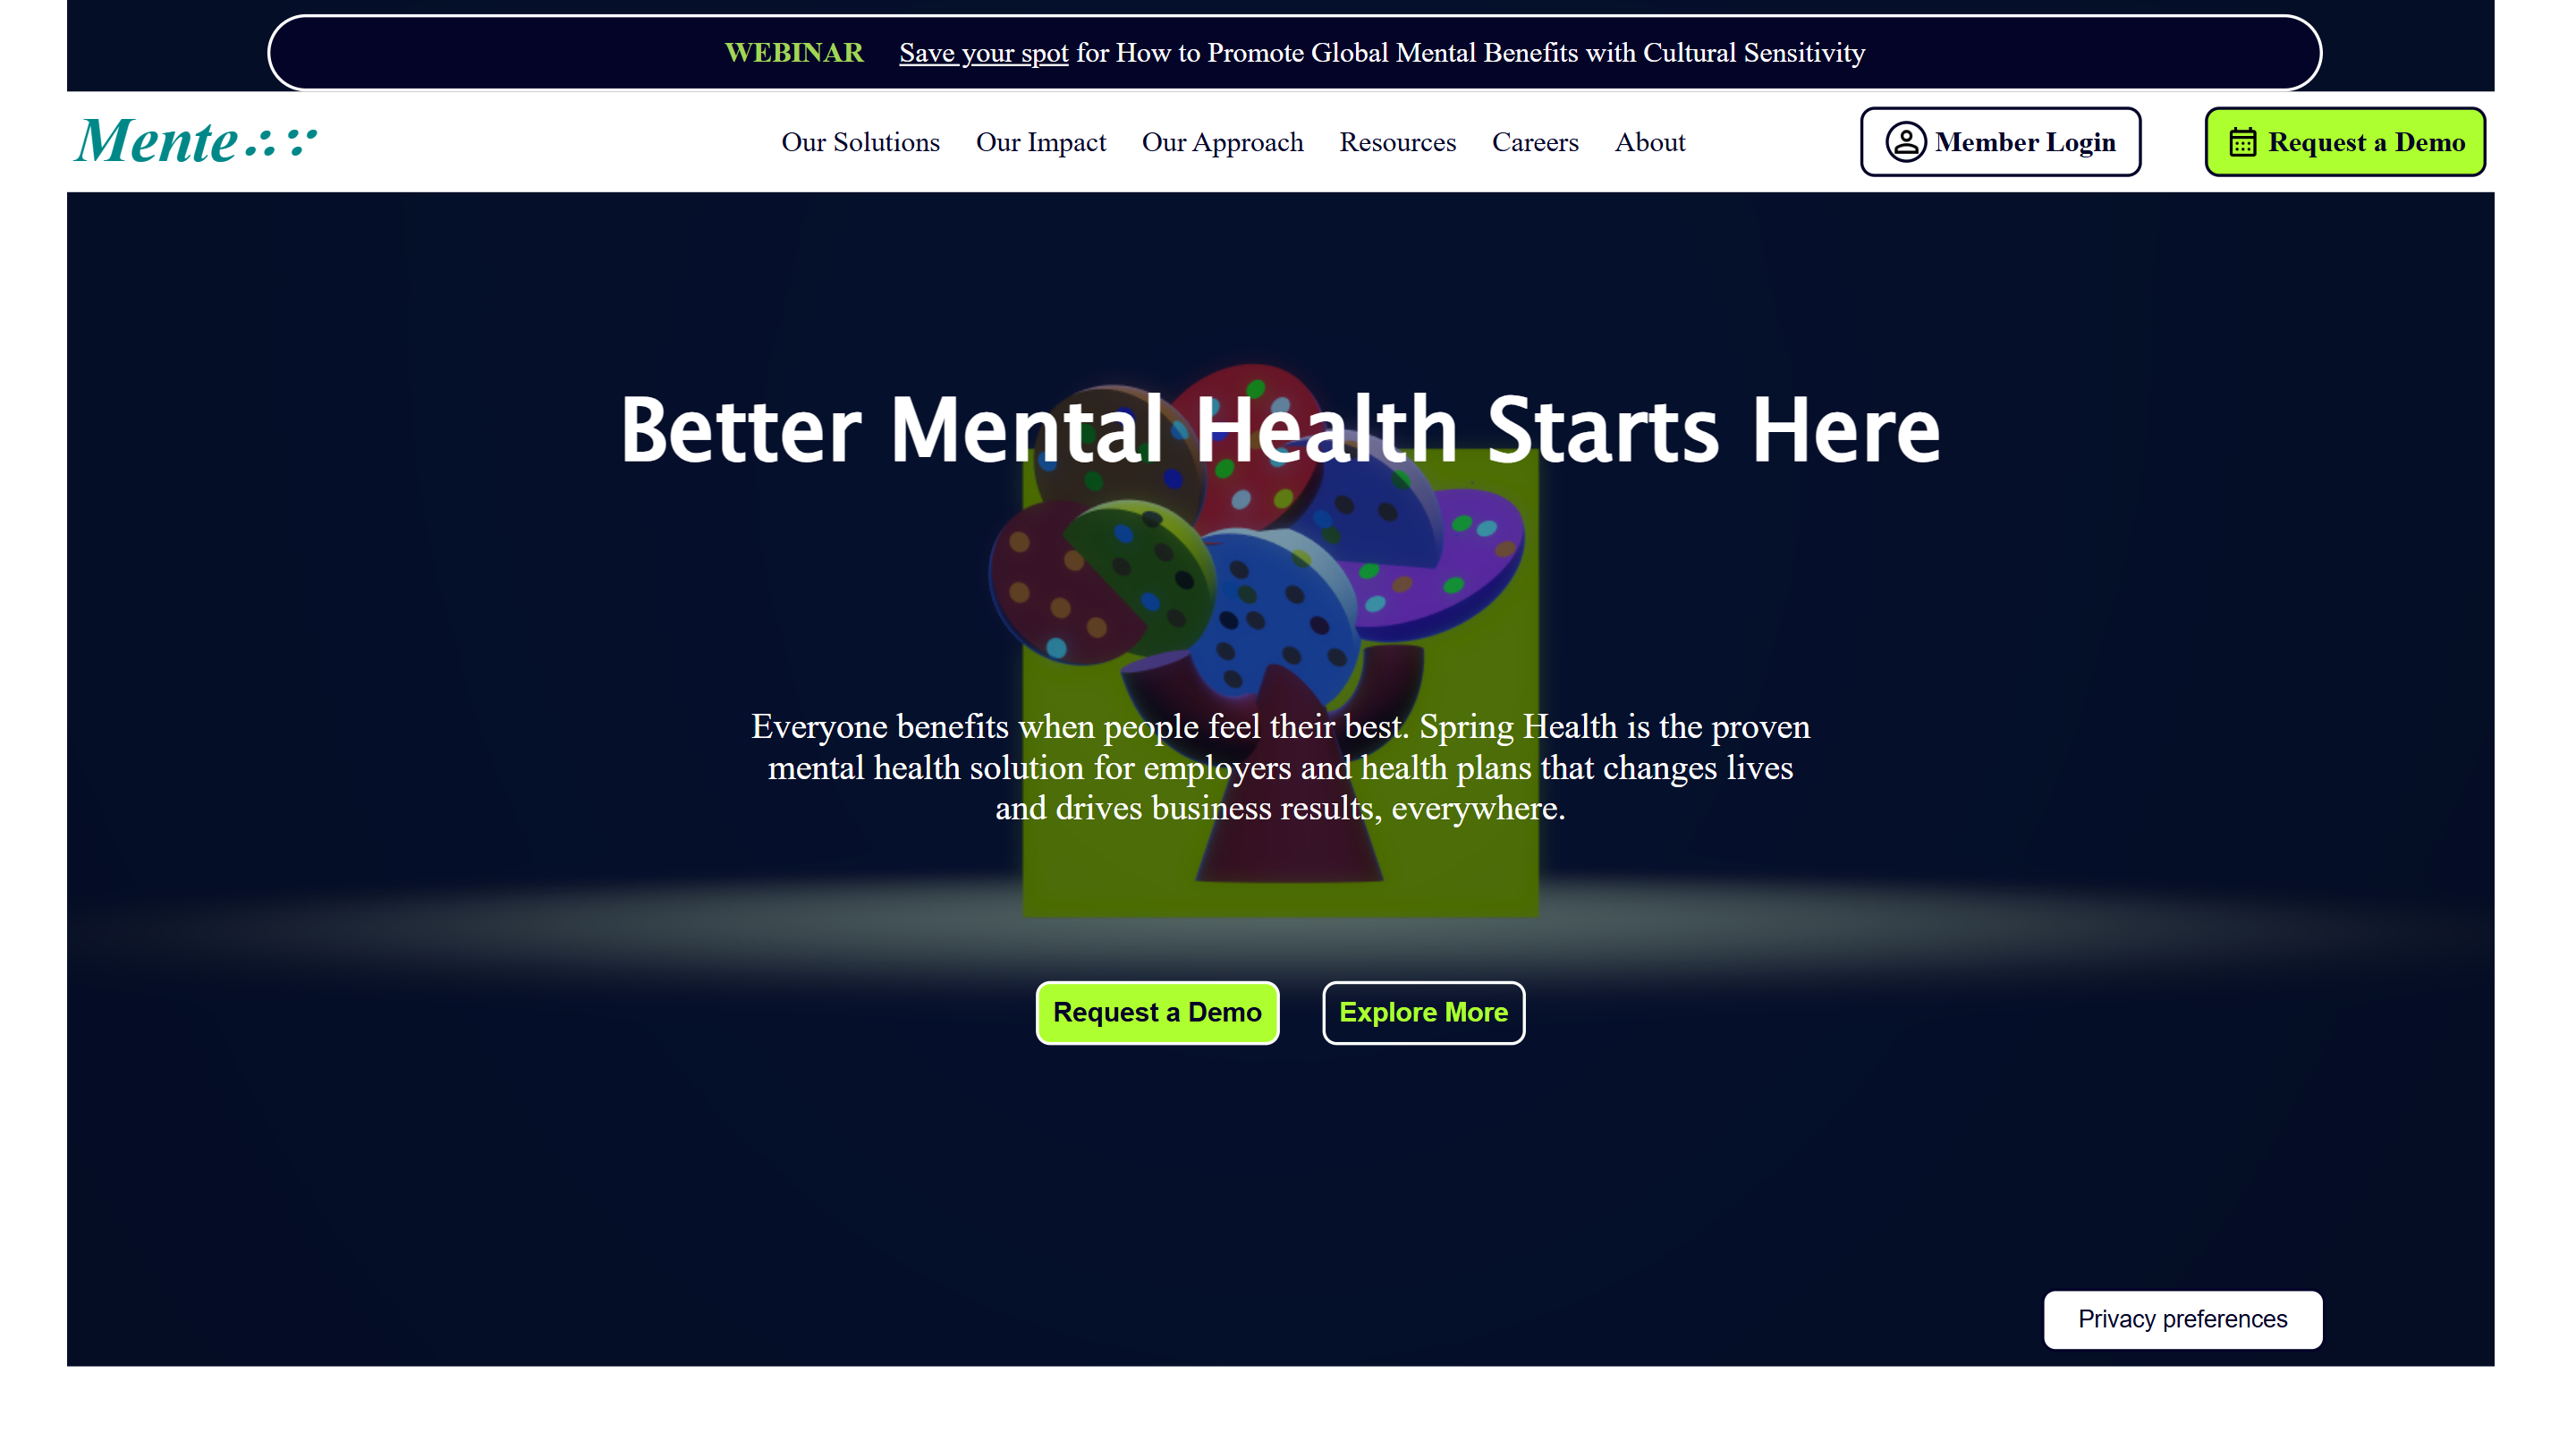 WEBINAR Save your spot for How to Promote Global Mental Benefits with Cultural Sensitivity
Mente
Our Solutions Our Impact Our Approach Resources Careers About Member Login Request a Demo
Better Mental Health Starts Here
Everyone benefits when people feel their best. Spring Health is the proven
mental health solution for employers and health plans that changes lives
and drives business results, everywhere.
Request a Demo Explore More
Privacy preferences